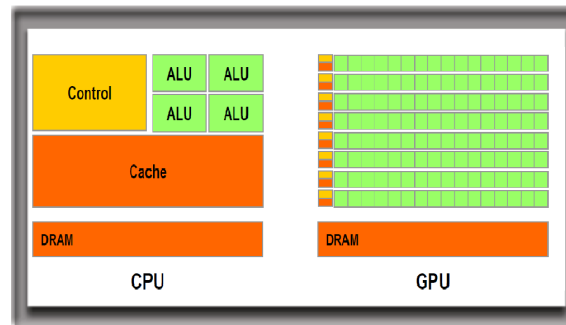 Control
ALU ALU
ALU ALU
Cache
DRAM
CPU
DRAM
GPU